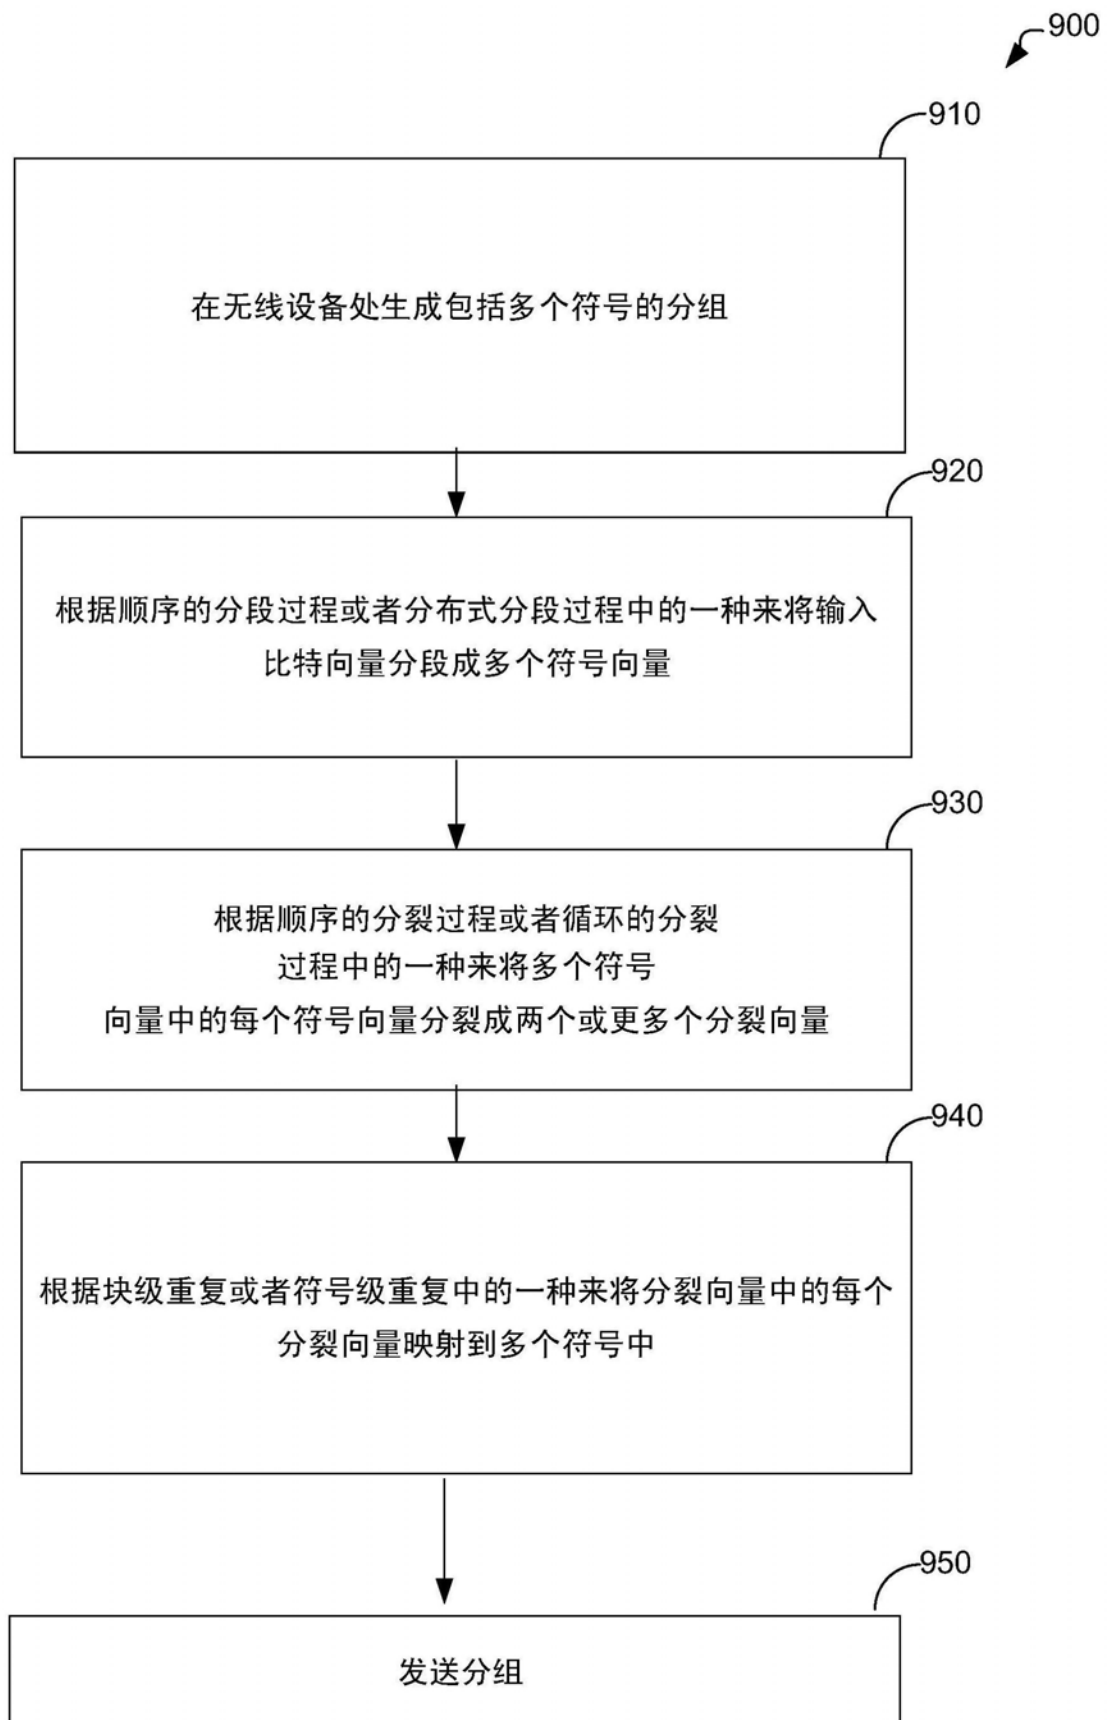 900
910
在无线设备处生成包括多个符号的分组
920
根据顺序的分段过程或者分布式分段过程中的一种来将输入
比特向量分段成多个符号向量
930
根据顺序的分裂过程或者循环的分裂
过程中的一种来将多个符号
向量中的每个符号向量分裂成两个或更多个分裂向量
940
根据块级重复或者符号级重复中的一种来将分裂向量中的每个
分裂向量映射到多个符号中
950
发送分组